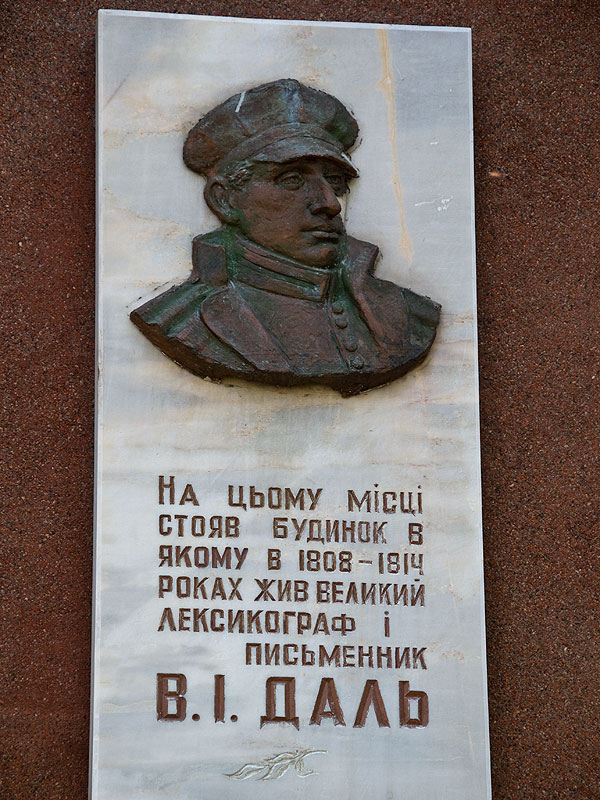 На цьому місці
стояв будинок в
якому в 1808–1814
роках жив великий
лексикограф і
письменник
В. І. ДАЛЬ